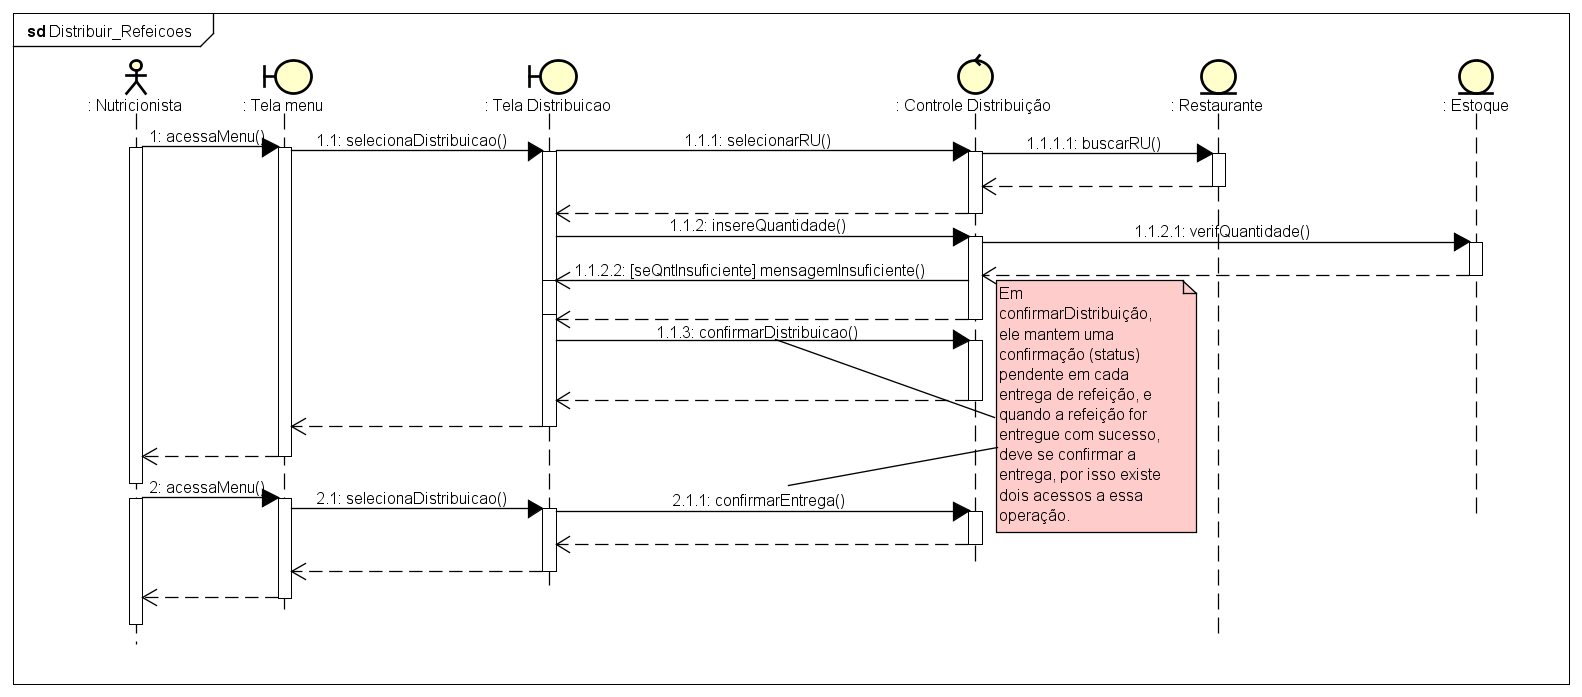 sd Distribuir_Refeicoes
: Nutricionista
: Tela menu
: Tela Distribuicao
: Controle Distribuição
: Restaurante
: Estoque
1: acessaMenu()
1.1: selecionaDistribuicao()
1.1.1: selecionarRU()
1.1.1.1: buscarRU()
1.1.2: insereQuantidade()
1.1.2.1: verifQuantidade()
1.1.2.2: [seQntInsuficiente] mensagemInsuficiente()
1.1.3: confirmarDistribuicao()
Em
confirmarDistribuição,
ele mantem uma
confirmação (status)
pendente em cada
entrega de refeição, e
quando a refeição for
entregue com sucesso,
deve se confirmar a
entrega, por isso existe
dois acessos a essa
operação.
2: acessaMenu()
2.1: selecionaDistribuicao()
2.1.1: confirmarEntrega()